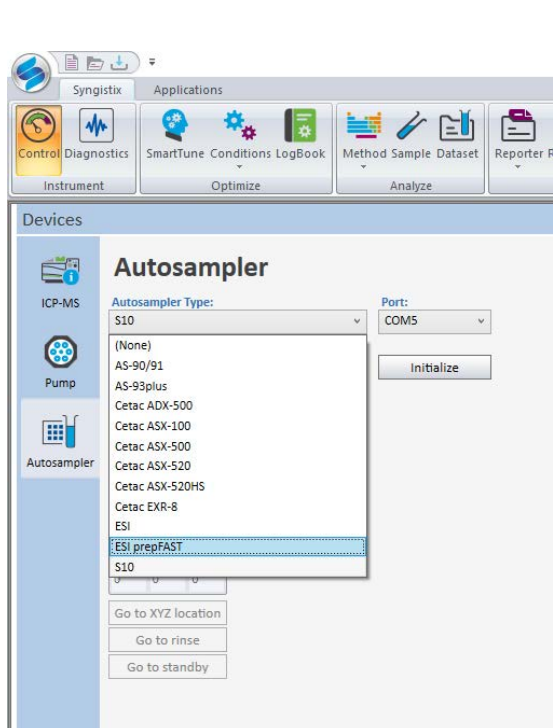 Syngistix Applications
Control Diagnostics SmartTune Conditions LogBook Method Sample Dataset Reporter R
Instrument Optimize Analyze
Devices
ICP-MS
Pump
Autosampler
Autosampler
Autosampler Type: Port:
S10 COM5
Initialize
(None)
AS-90/91
AS-93plus
Cetac ADX-500
Cetac ASX-100
Cetac ASX-500
Cetac ASX-520
Cetac ASX-520HS
Cetac EXR-8
ESI
ESI prepFAST
S10
Go to XYZ location
Go to rinse
Go to standby